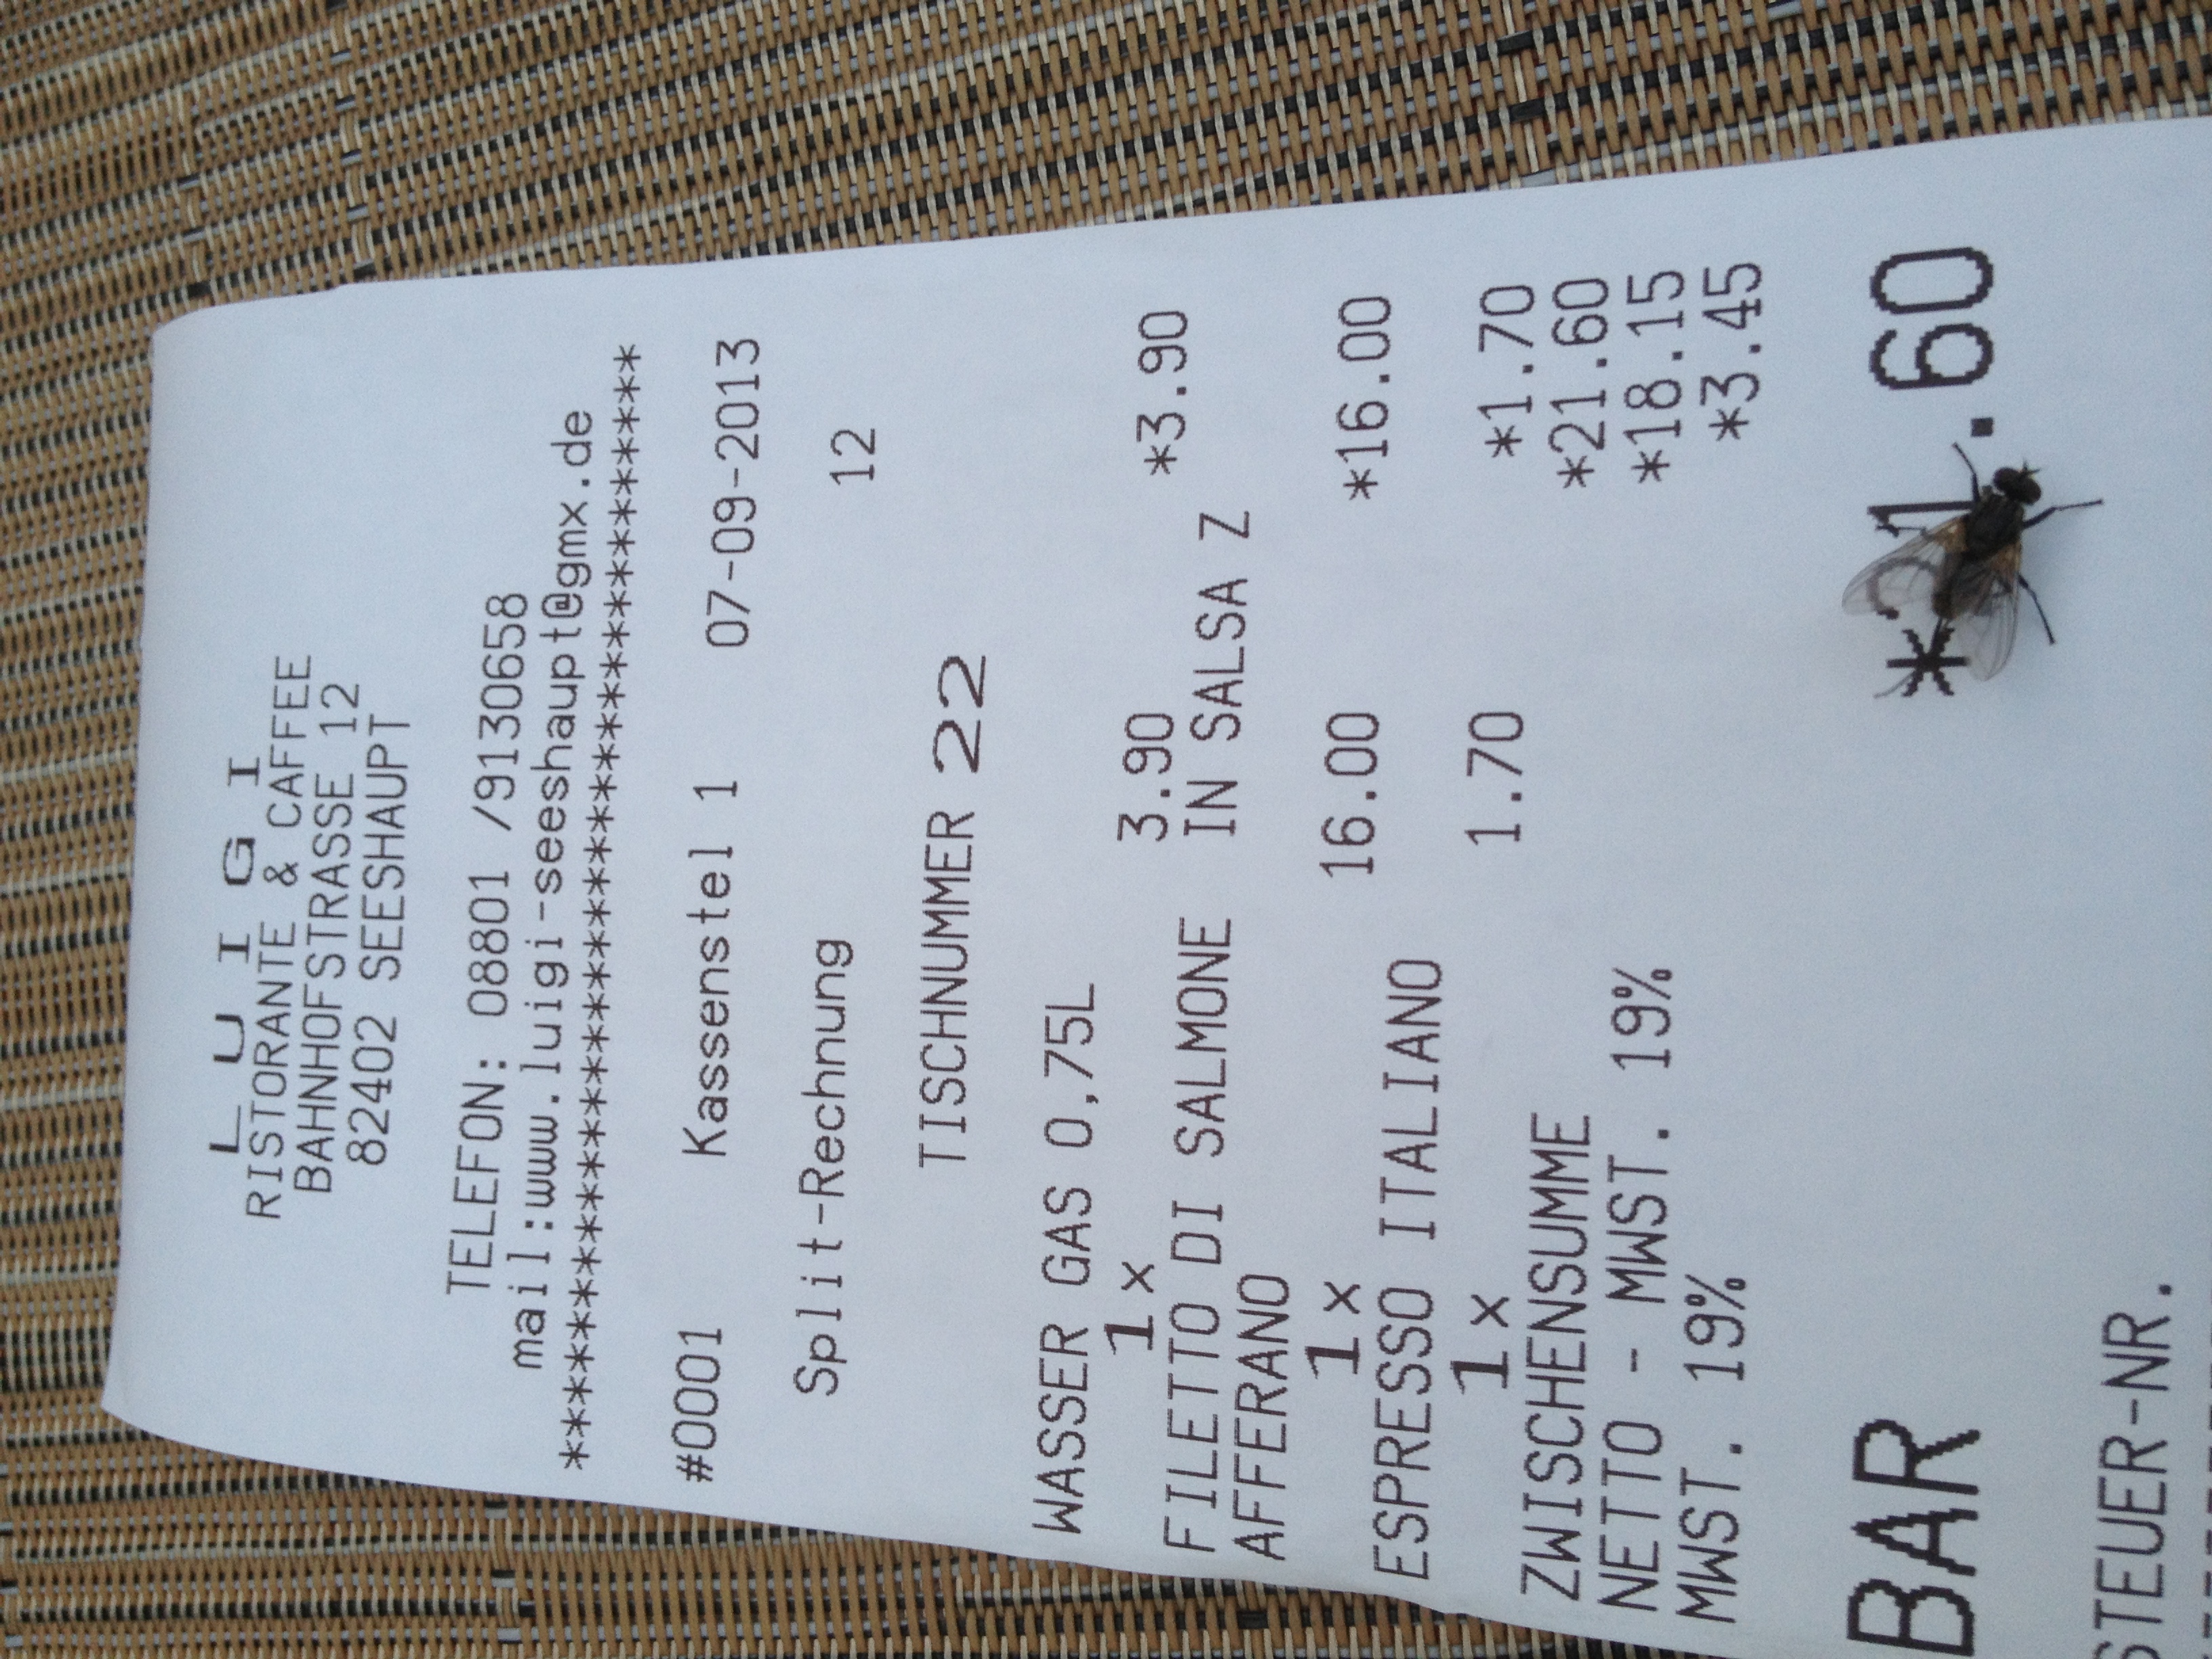 L U I G I
RISTORANTE & CAFFEE
BAHNHOFSTRASSE 12
82402 SEESHAUPT
TELEFON: 08801 /9130658
mail:www.luigi-seeshaupt@gmx.de
****************************************
#0001 Kassenstel 1 07-09-2013
Split-Rechnung 12
TISCHNUMMER 22
WASSER GAS 0,75L
1x 3.90 *3.90
FILETTO DI SALMONE IN SALSA Z
AFFERANO
1x 16.00 *16.00
ESPRESSO ITALIANO
1x 1.70 *1.70
ZWISCHENSUMME *21.60
NETTO - MWST. 19% *18.15
MWST. 19% *3.45
BAR *21.60
STEUER-NR.